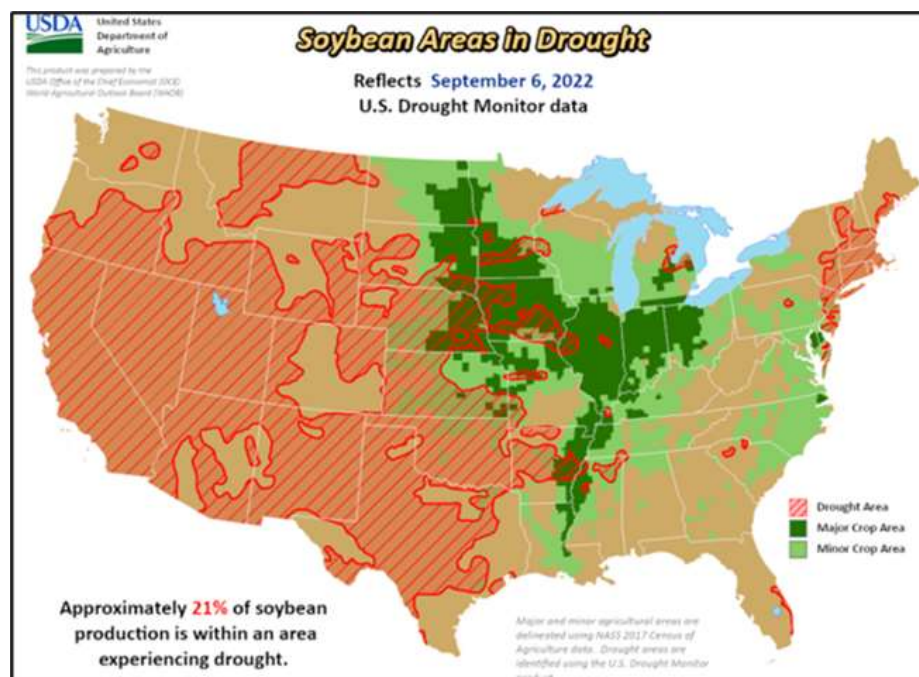 USDA
United States
Department of
Agriculture
This product was prepared by the
USDA Office of the Chief Economist (OCE)
World Agricultural Outlook Board (WAOB)
Soybean Areas in Drought
Reflects September 6, 2022
U.S. Drought Monitor data
Drought Area
Major Crop Area
Minor Crop Area
Approximately 21% of soybean
production is within an area
experiencing drought.
Major and minor agricultural areas are
delineated using NASS 2017 Census of
Agriculture data. Drought areas are
identified using the U.S. Drought Monitor